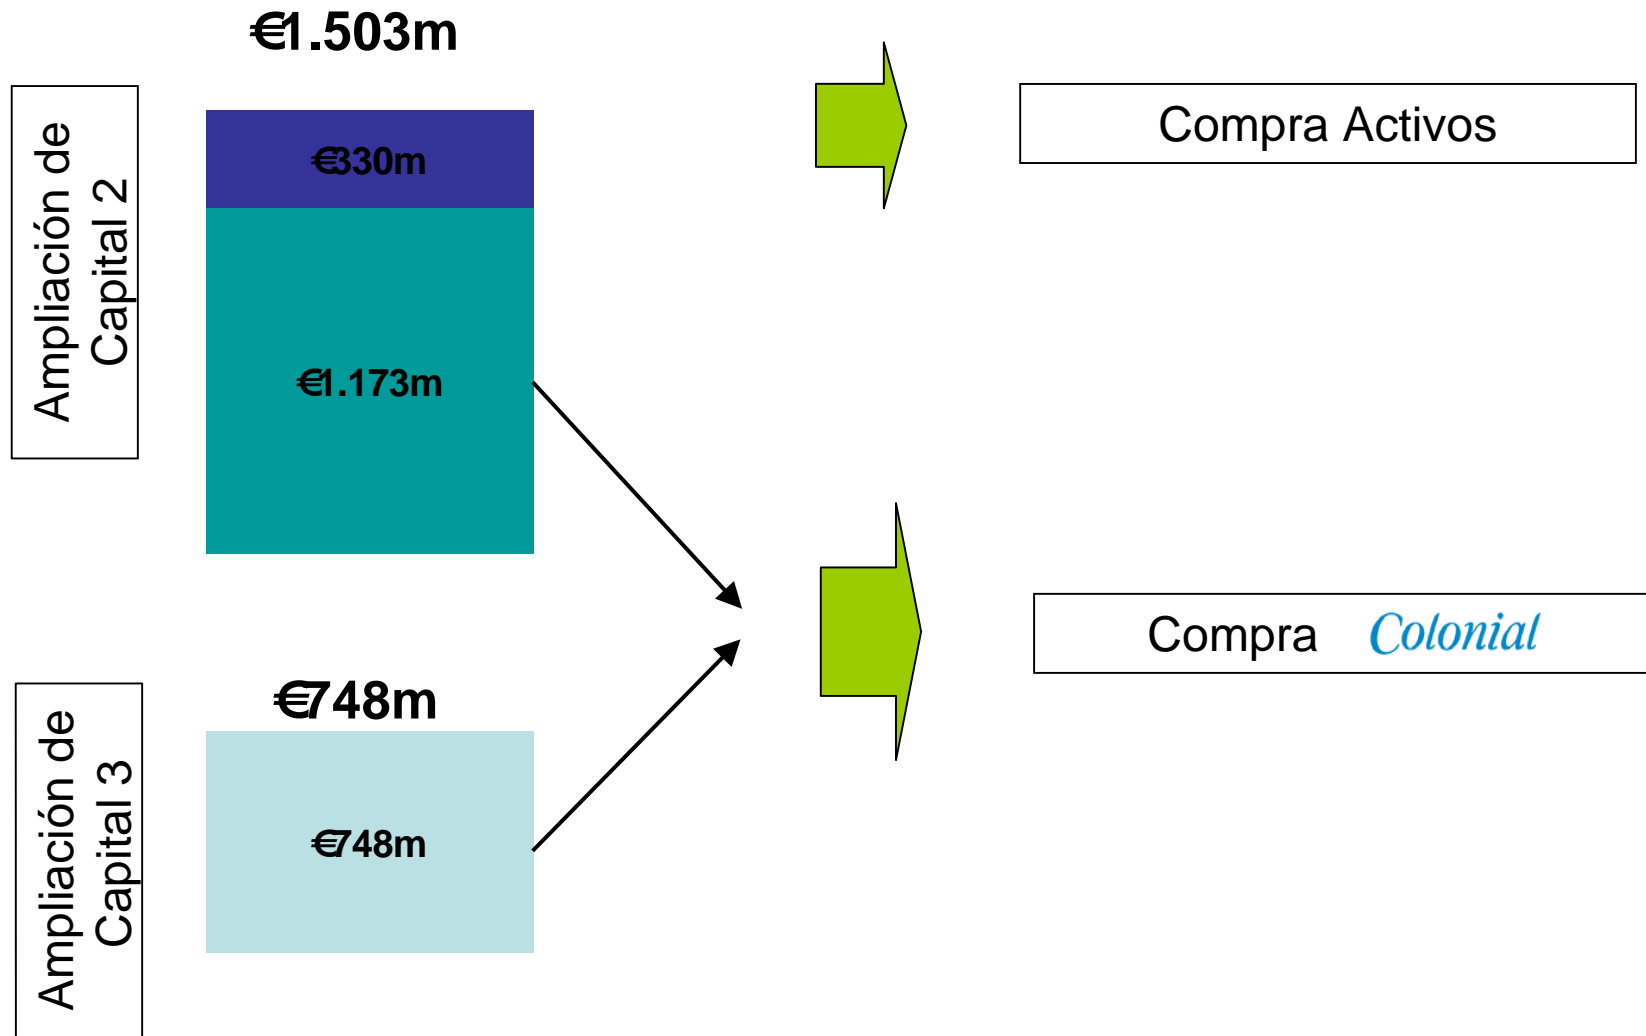 €1.503m
Ampliación de
Capital 2
€330m
€1.173m
Compra Activos
Compra Colonial
€748m
Ampliación de
Capital 3
€748m